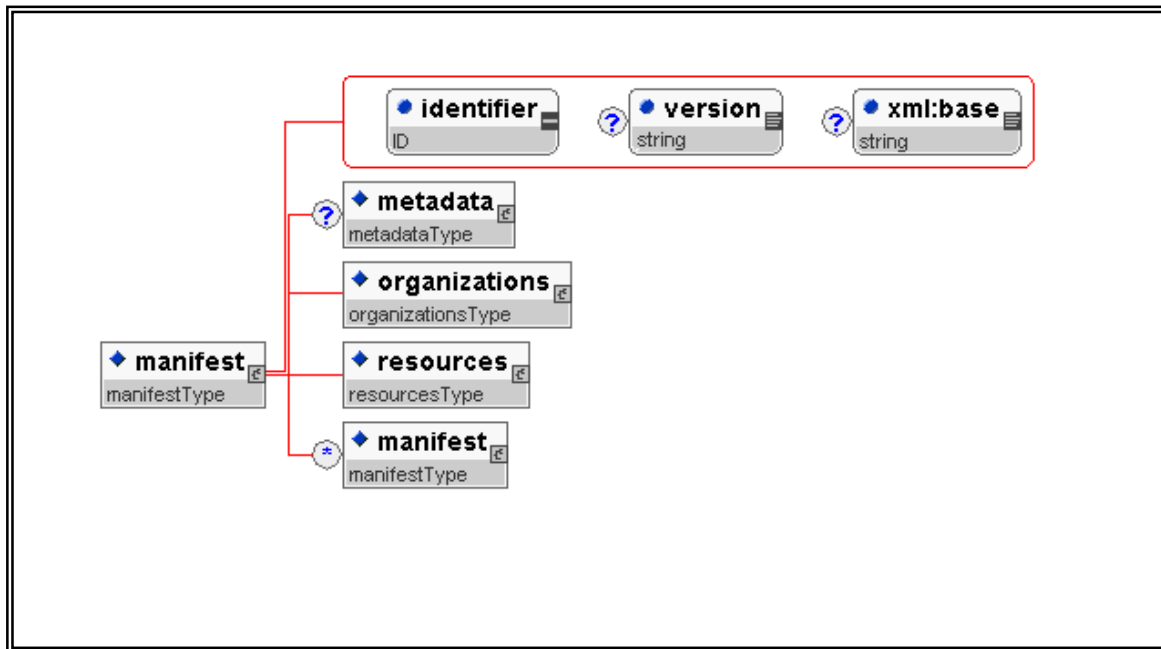 identifier
ID
? version
string
? xml:base
string
? metadata
metadataType
organizations
organizationsType
manifest
manifestType
resources
resourcesType
* manifest
manifestType